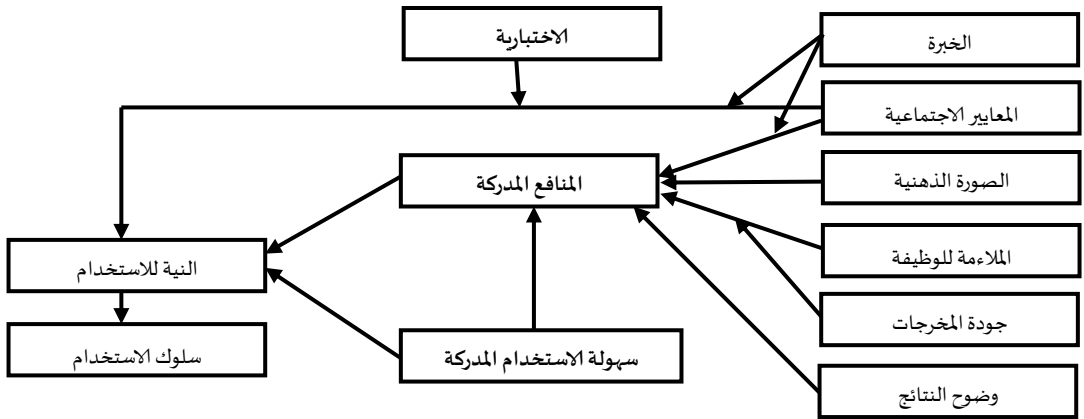 الاختبارية
الخبرة
المعايير الاجتماعية
المنافع المدركة
الصورة الذهنية
الملاءمة للوظيفة
النية للاستخدام
جودة المخرجات
سهولة الاستخدام المدركة
سلوك الاستخدام
وضوح النتائج